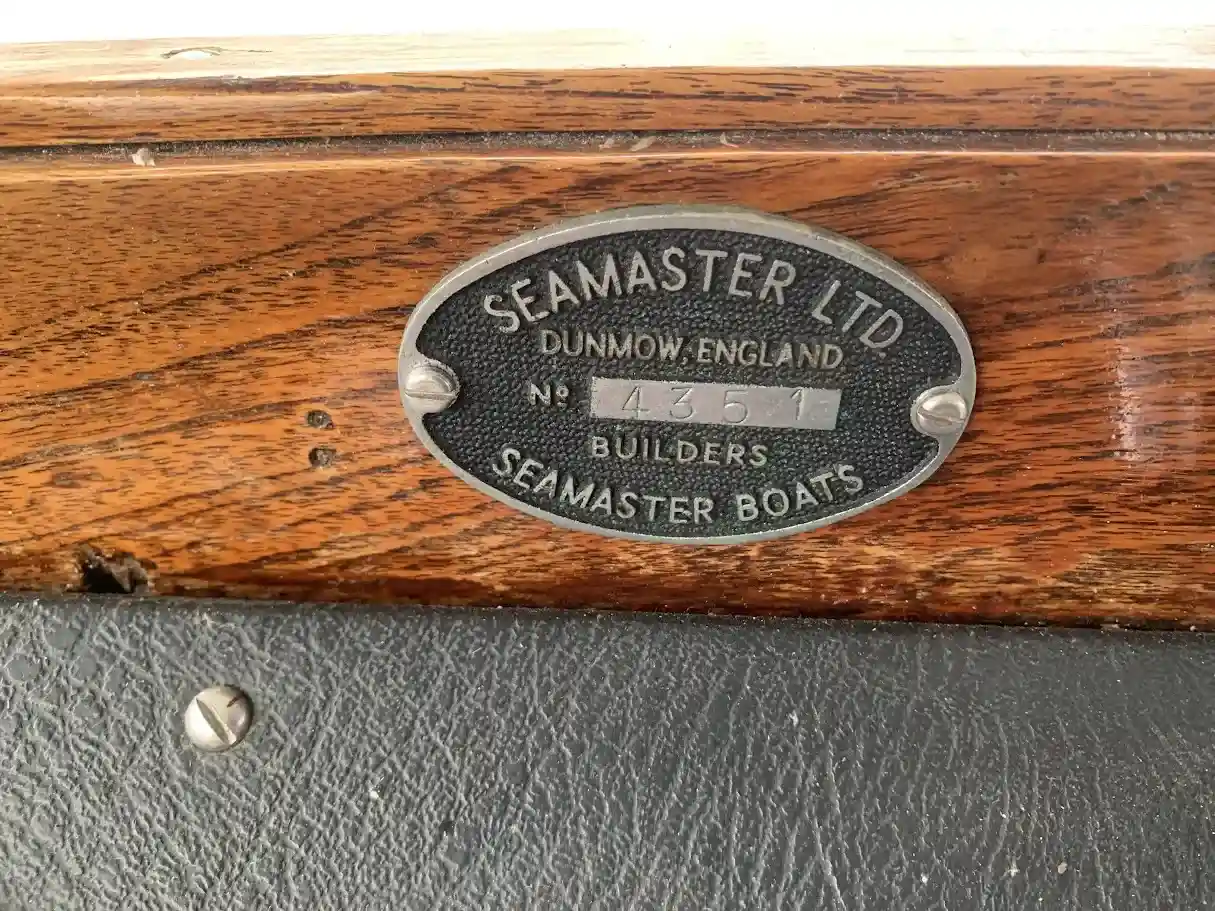 SEAMASTER LTD.
DUNMOW, ENGLAND
Nº 4351
BUILDERS
SEAMASTER BOATS